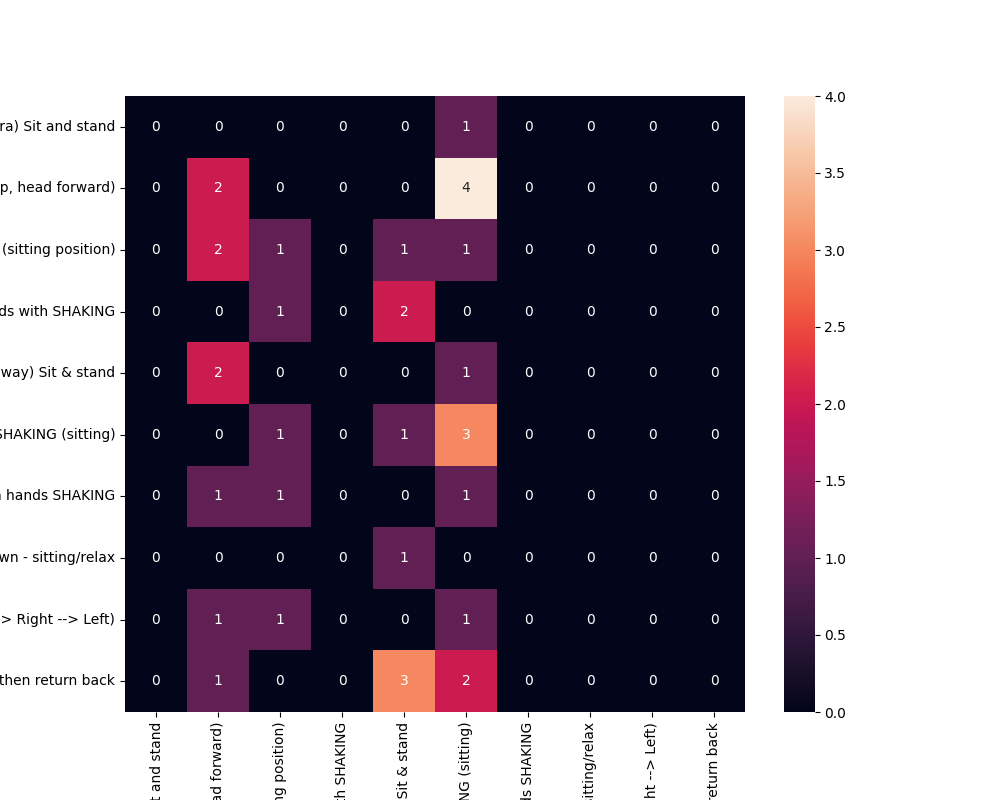 ra) Sit and stand 0 0 0 0 0 1 0 0 0 0
p, head forward) 0 2 0 0 0 4 0 0 0 0
(sitting position) 0 2 1 0 1 1 0 0 0 0
ds with SHAKING 0 0 1 0 2 0 0 0 0 0
way) Sit & stand 0 2 0 0 0 1 0 0 0 0
SHAKING (sitting) 0 0 1 0 1 3 0 0 0 0
hands SHAKING 0 1 1 0 0 1 0 0 0 0
wn - sitting/relax 0 0 0 0 1 0 0 0 0 0
> Right --> Left) 0 1 1 0 0 1 0 0 0 0
then return back 0 1 0 0 3 2 0 0 0 0
t and stand
ad forward)
ng position)
th SHAKING
Sit & stand
NG (sitting)
ds SHAKING
sitting/relax
ht --> Left)
return back
4.0
3.5
3.0
2.5
2.0
1.5
1.0
0.5
0.0